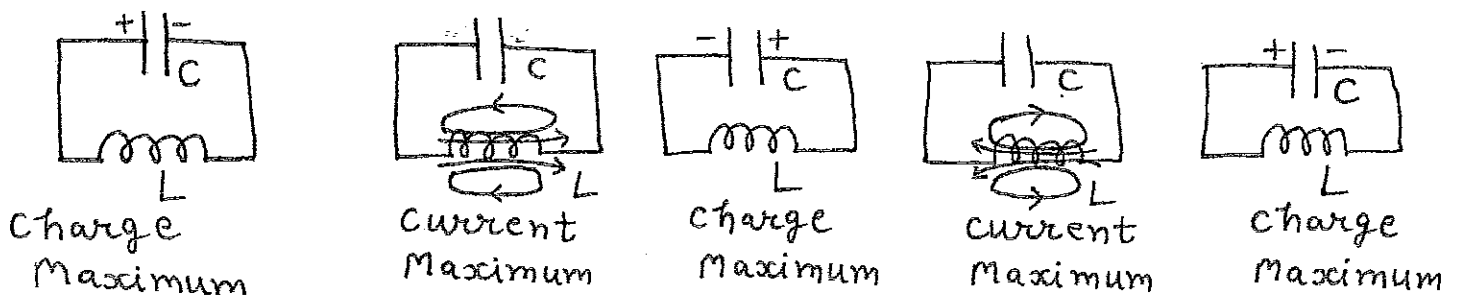 + -
C
L
Charge
Maximum
C
L
Current
Maximum
- +
C
L
Charge
Maximum
C
L
Current
Maximum
+ -
C
L
Charge
Maximum